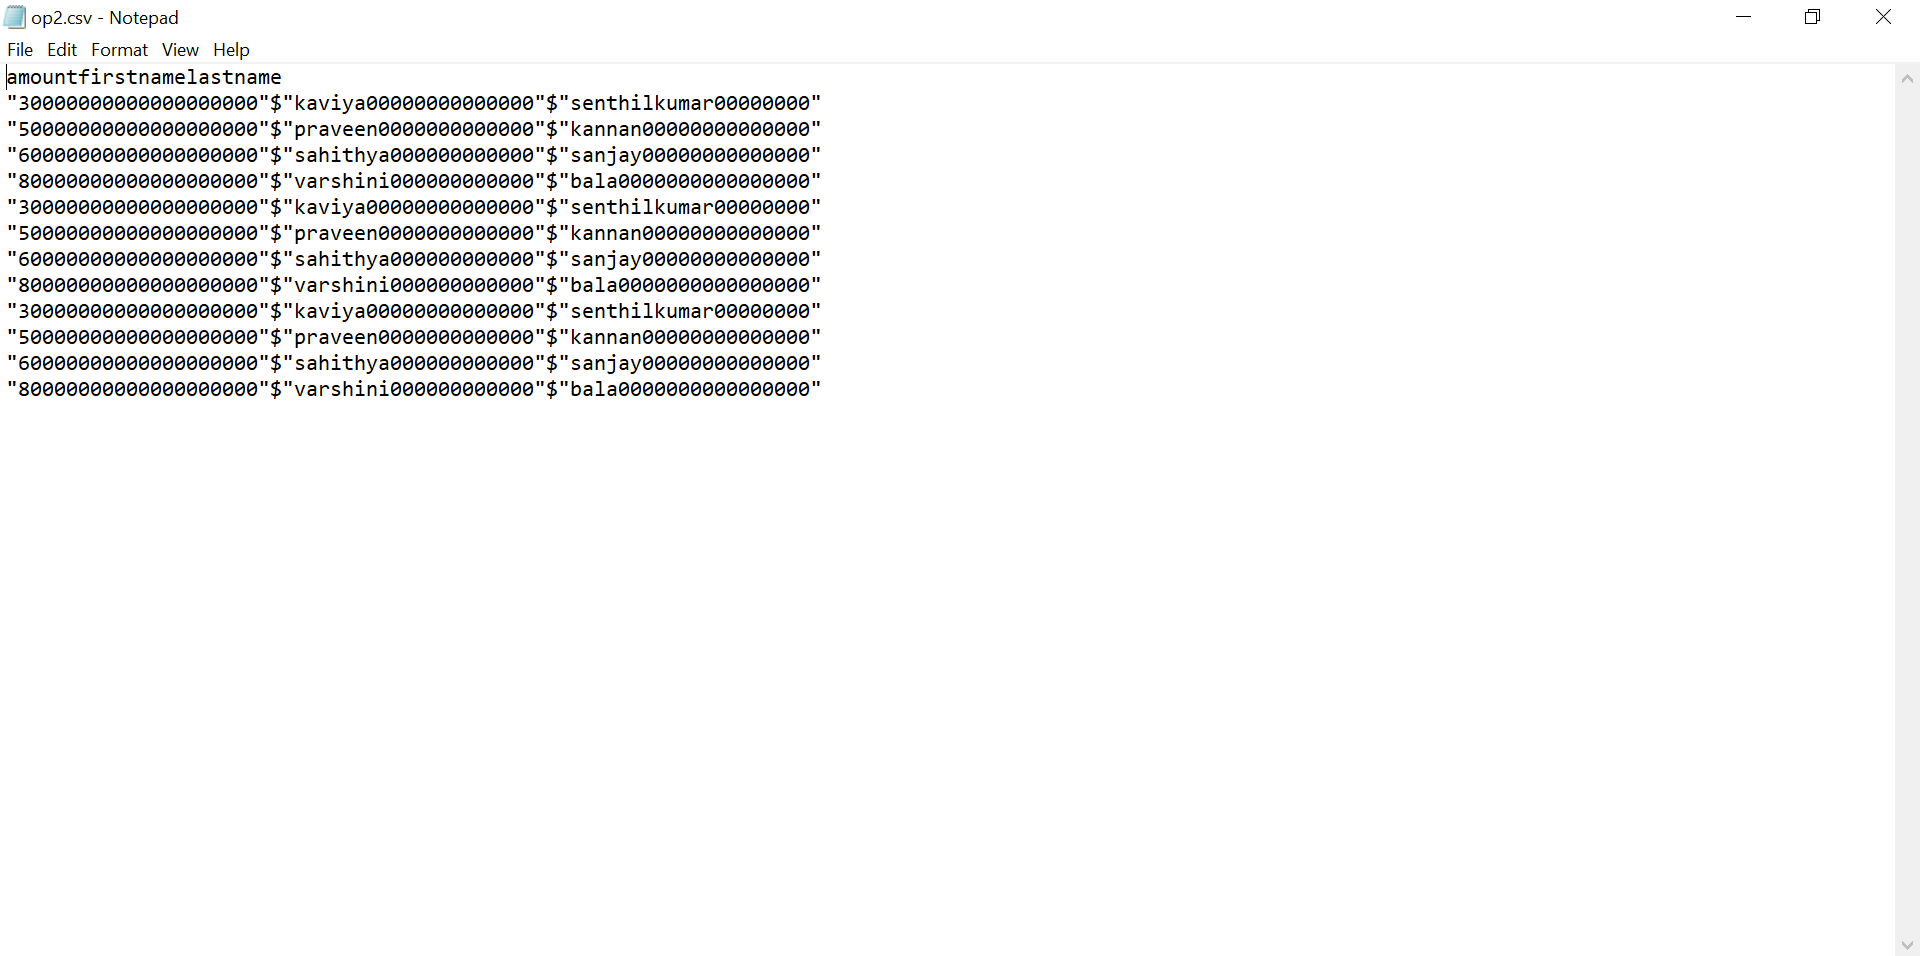 op2.csv - Notepad
File Edit Format View Help
amountfirstnamelastname
"30000000000000000000"$"kaviya00000000000000"$"senthilkumar00000000"
"50000000000000000000"$"praveen0000000000000"$"kannan00000000000000"
"60000000000000000000"$"sahithya000000000000"$"sanjay00000000000000"
"80000000000000000000"$"varshini000000000000"$"bala0000000000000000"
"30000000000000000000"$"kaviya00000000000000"$"senthilkumar00000000"
"50000000000000000000"$"praveen0000000000000"$"kannan00000000000000"
"60000000000000000000"$"sahithya000000000000"$"sanjay00000000000000"
"80000000000000000000"$"varshini000000000000"$"bala0000000000000000"
"30000000000000000000"$"kaviya00000000000000"$"senthilkumar00000000"
"50000000000000000000"$"praveen0000000000000"$"kannan00000000000000"
"60000000000000000000"$"sahithya000000000000"$"sanjay00000000000000"
"80000000000000000000"$"varshini000000000000"$"bala0000000000000000"